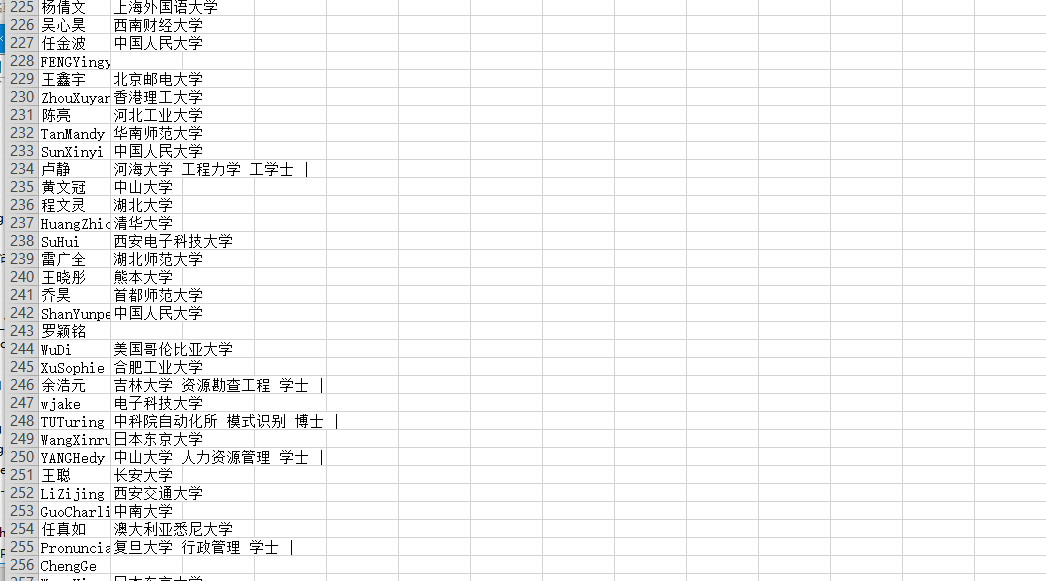 225 杨倩文 上海外国语大学
226 吴心昊 西南财经大学
227 任金波 中国人民大学
228 FENGYingy
229 王鑫宇 北京邮电大学
230 ZhouXuyar 香港理工大学
231 陈亮 河北工业大学
232 TanMandy 华南师范大学
233 SunXinyi 中国人民大学
234 卢静 河海大学 工程力学 工学士 |
235 黄文冠 中山大学
236 程文灵 湖北大学
237 HuangZhic 清华大学
238 SuHui 西安电子科技大学
239 雷广全 湖北师范大学
240 王晓彤 熊本大学
241 乔昊 首都师范大学
242 ShanYunpe 中国人民大学
243 罗颖铭
244 WuDi 美国哥伦比亚大学
245 XuSophie 合肥工业大学
246 余浩元 吉林大学 资源勘查工程 学士 |
247 wjake 电子科技大学
248 TUTuring 中科院自动化所 模式识别 博士 |
249 WangXinru 日本东京大学
250 YANGHedy 中山大学 人力资源管理 学士 |
251 王聪 长安大学
252 LiZijing 西安交通大学
253 GuoCharli 中南大学
254 任真如 澳大利亚悉尼大学
255 Pronuncia 复旦大学 行政管理 学士 |
256 ChengGe